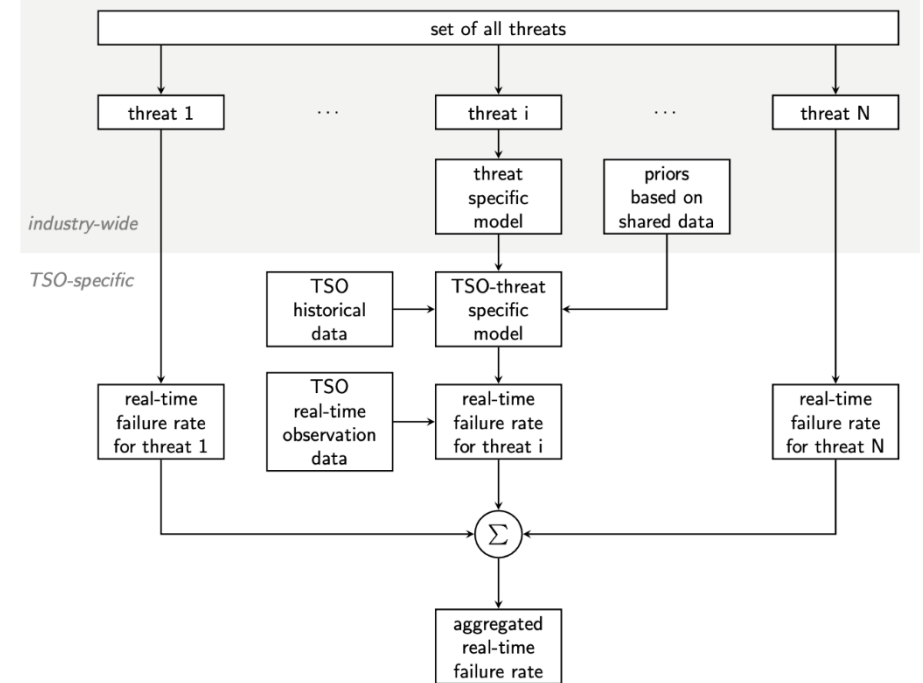 set of all threats
threat 1
...
threat i
...
threat N
threat
specific
model
priors
based on
shared data
industry-wide
TSO-specific
TSO
historical
data
TSO-threat
specific
model
real-time
failure rate
for threat 1
TSO
real-time
observation
data
real-time
failure rate
for threat i
real-time
failure rate
for threat N
Σ
aggregated
real-time
failure rate